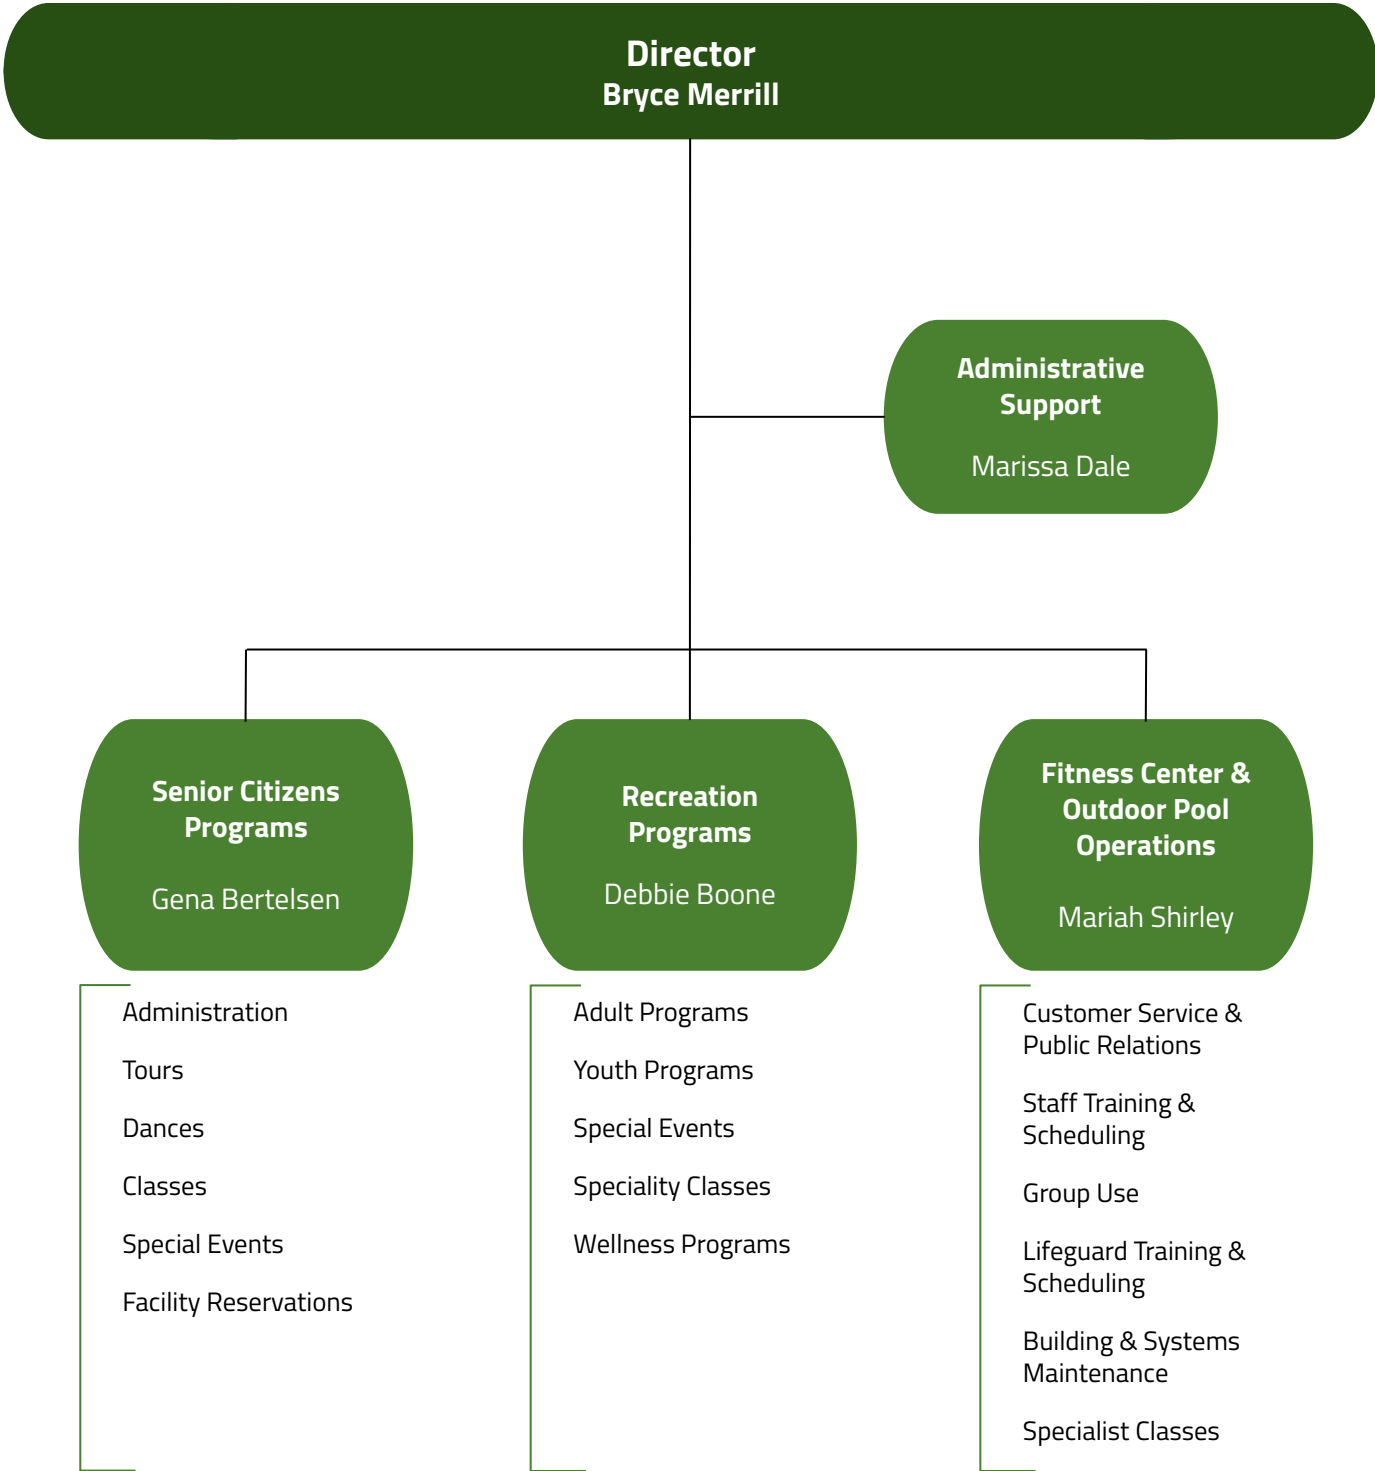 Director
Bryce Merrill
Administrative
Support
Marissa Dale
Senior Citizens
Programs
Gena Bertelsen
Recreation
Programs
Debbie Boone
Fitness Center &
Outdoor Pool
Operations
Mariah Shirley
Administration
Tours
Dances
Classes
Special Events
Facility Reservations
Adult Programs
Youth Programs
Special Events
Speciality Classes
Wellness Programs
Customer Service &
Public Relations
Staff Training &
Scheduling
Group Use
Lifeguard Training &
Scheduling
Building & Systems
Maintenance
Specialist Classes